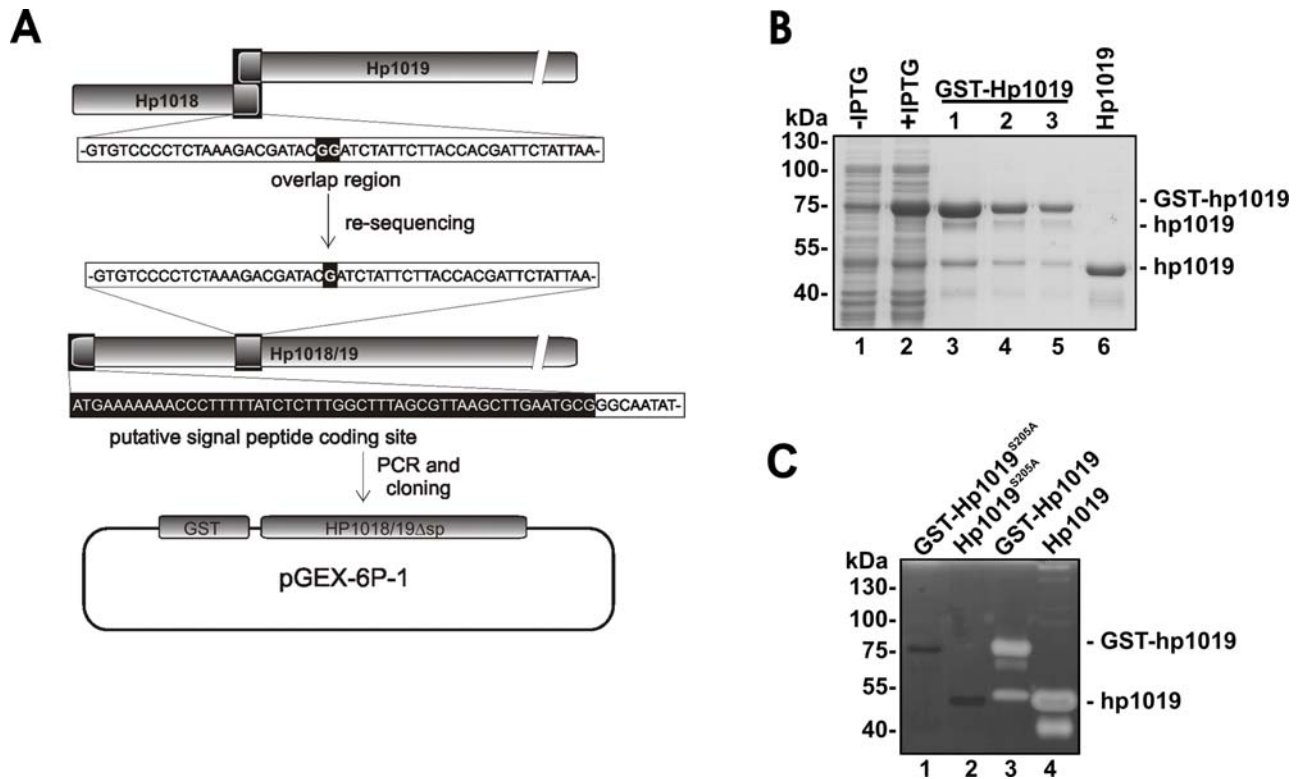 A
Hp1019
Hp1018
-GTGTCCCCTCTAAAGACGATACGGATCTATTCTTACCACGATTCTATTAA-
overlap region
re-sequencing
-GTGTCCCCTCTAAAGACGATACGATCTATTCTTACCACGATTCTATTAA-
Hp1018/19
ATGAAAAAAACCCTTTTTATCTCTTTGGCTTTAGCGTTAAGCTTGAATGCGGGCAATAT-
putative signal peptide coding site
PCR and
cloning
GST
HP1018/19Δsp
pGEX-6P-1
B
kDa
-IPTG
+IPTG
GST-Hp1019
1 2 3
Hp1019
130-
100-
75-
55-
40-
- GST-hp1019
- hp1019
- hp1019
1 2 3 4 5 6
C
kDa
GST-Hp1019S205A
Hp1019S205A
GST-Hp1019
Hp1019
130-
100-
75-
55-
40-
- GST-hp1019
- hp1019
1 2 3 4